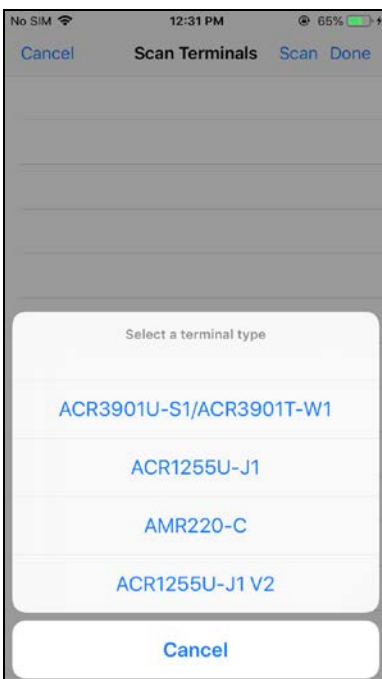 No SIM 12:31 PM 65%
Cancel Scan Terminals Scan Done
Select a terminal type
ACR3901U-S1/ACR3901T-W1
ACR1255U-J1
AMR220-C
ACR1255U-J1 V2
Cancel